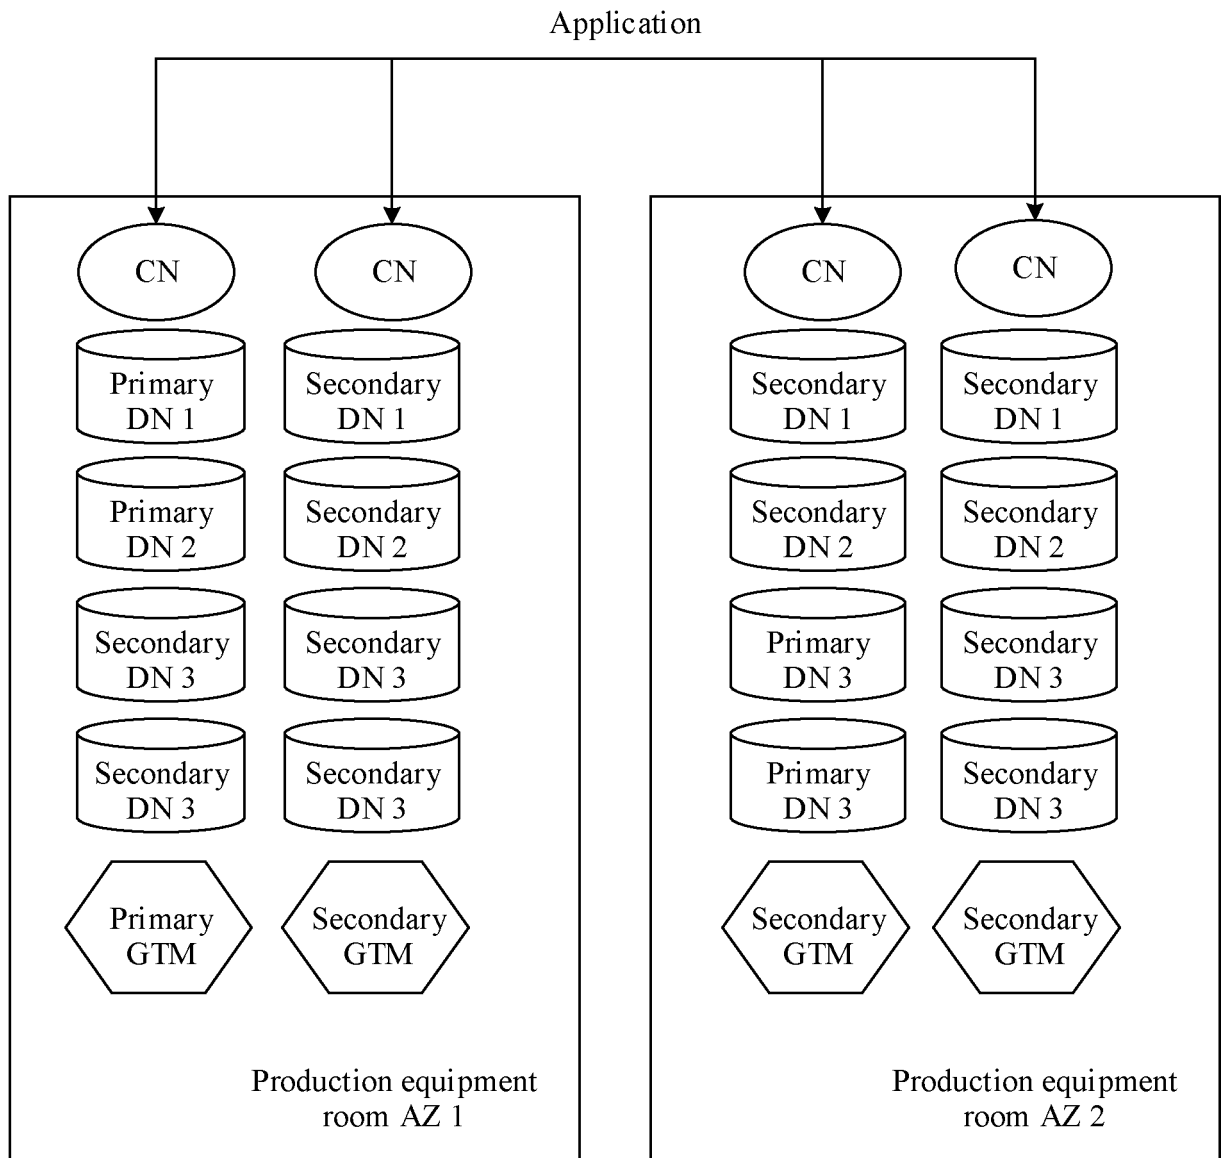 Application
CN
CN
CN
CN
Primary
DN 1
Secondary
DN 1
Secondary
DN 1
Secondary
DN 1
Primary
DN 2
Secondary
DN 2
Secondary
DN 2
Secondary
DN 2
Secondary
DN 3
Secondary
DN 3
Primary
DN 3
Secondary
DN 3
Secondary
DN 3
Secondary
DN 3
Primary
DN 3
Secondary
DN 3
Primary
GTM
Secondary
GTM
Secondary
GTM
Secondary
GTM
Production equipment
room AZ 1
Production equipment
room AZ 2